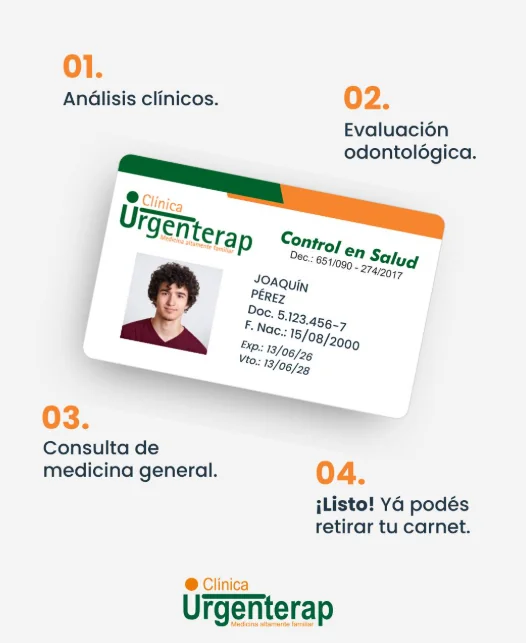 01.
Análisis clínicos.
02.
Evaluación
odontológica.
Clínica
Urgenterap
Medicina altamente familiar
Control en Salud
Dec.: 651/090 - 274/2017
JOAQUÍN
PÉREZ
Doc. 5.123.456-7
F. Nac.: 15/08/2000
Exp.: 13/06/26
Vto.: 13/06/28
03.
Consulta de
medicina general.
04.
¡Listo! Yá podés
retirar tu carnet.
Clínica
Urgenterap
Medicina altamente familiar